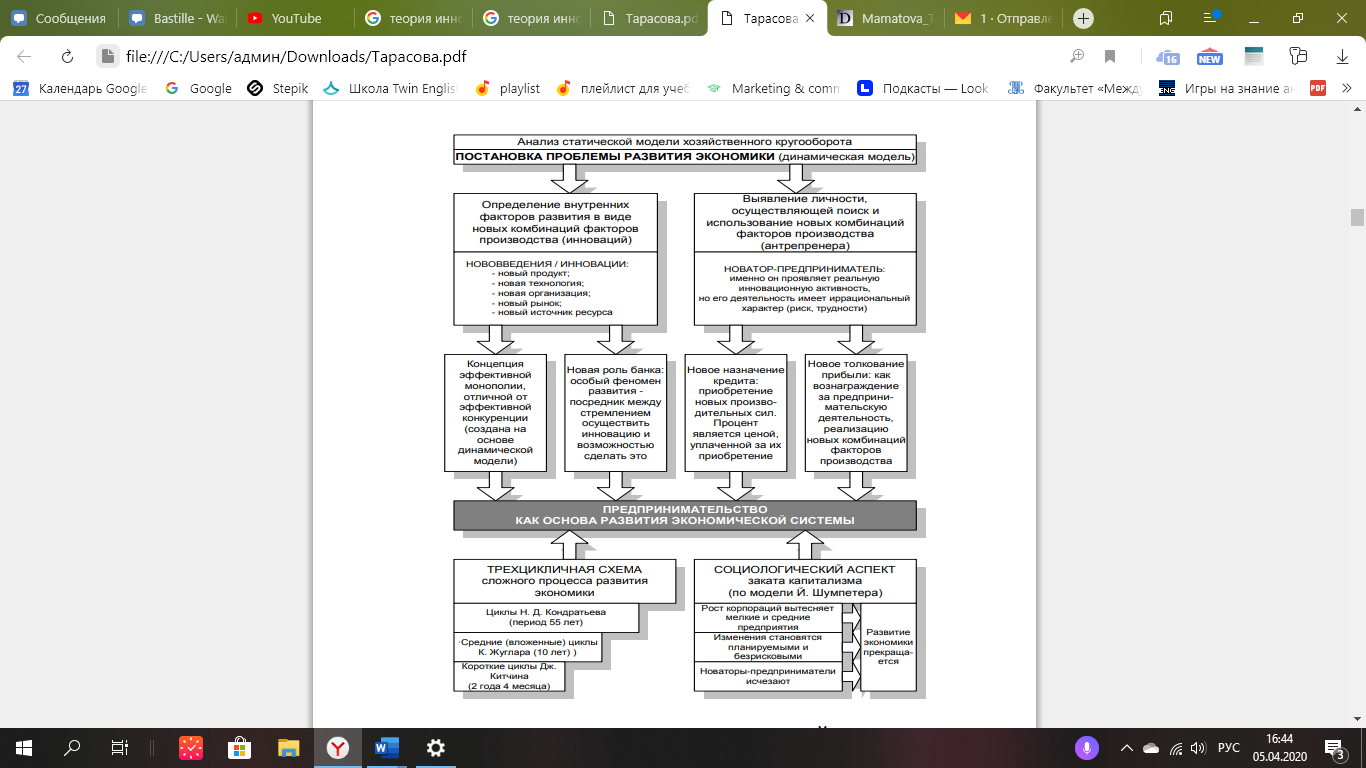 Сообщения
Bastille - Wa
YouTube
теория инно
теория инно
Тарасова.pd
Тарасова.
Mamatova_T
1 · Отправле
file:///C:/Users/админ/Downloads/Тарасова.pdf
16
NEW
27
Календарь Google
Google
Stepik
Школа Twin Englis
playlist
плейлист для учеб
Marketing & comm
Подкасты — Look
Факультет «Межд
ENG
Игры на знание ан
PDF
Анализ статической модели хозяйственного кругооборота
ПОСТАНОВКА ПРОБЛЕМЫ РАЗВИТИЯ ЭКОНОМИКИ (динамическая модель)
Определение внутренних
факторов развития в виде
новых комбинаций факторов
производства (инноваций)
НОВОВВЕДЕНИЯ / ИННОВАЦИИ:
- новый продукт;
- новая технология;
- новая организация;
- новый рынок;
- новый источник ресурса
Выявление личности,
осуществляющей поиск и
использование новых комбинаций
факторов производства
(антрепренера)
НОВАТОР-ПРЕДПРИНИМАТЕЛЬ:
именно он проявляет реальную
инновационную активность,
но его деятельность имеет иррациональный
характер (риск, трудности)
Концепция
эффективной
монополии,
отличной от
эффективной
конкуренции
(создана на
основе
динамической
модели)
Новая роль банка:
особый феномен
развития -
посредник между
стремлением
осуществить
инновацию и
возможностью
сделать это
Новое назначение
кредита:
приобретение
новых произво-
дительных сил.
Процент
является ценой,
уплаченной за их
приобретение
Новое толкование
прибыли: как
вознаграждение
за предприни-
мательскую
деятельность,
реализацию
новых комбинаций
факторов
производства
ПРЕДПРИНИМАТЕЛЬСТВО
КАК ОСНОВА РАЗВИТИЯ ЭКОНОМИЧЕСКОЙ СИСТЕМЫ
ТРЕХЦИКЛИЧНАЯ СХЕМА
сложного процесса развития
экономики
Циклы Н. Д. Кондратьева
(период 55 лет)
·Средние (вложенные) циклы
К. Жуглара (10 лет) )
Короткие циклы Дж.
Китчина
(2 года 4 месяца)
СОЦИОЛОГИЧЕСКИЙ АСПЕКТ
заката капитализма
(по модели Й. Шумпетера)
Рост корпораций вытесняет
мелкие и средние
предприятия
Изменения становятся
планируемыми и
безрисковыми
Новаторы-предприниматели
исчезают
Развитие
экономики
прекраща-
ется
РУС
16:44
05.04.2020
3